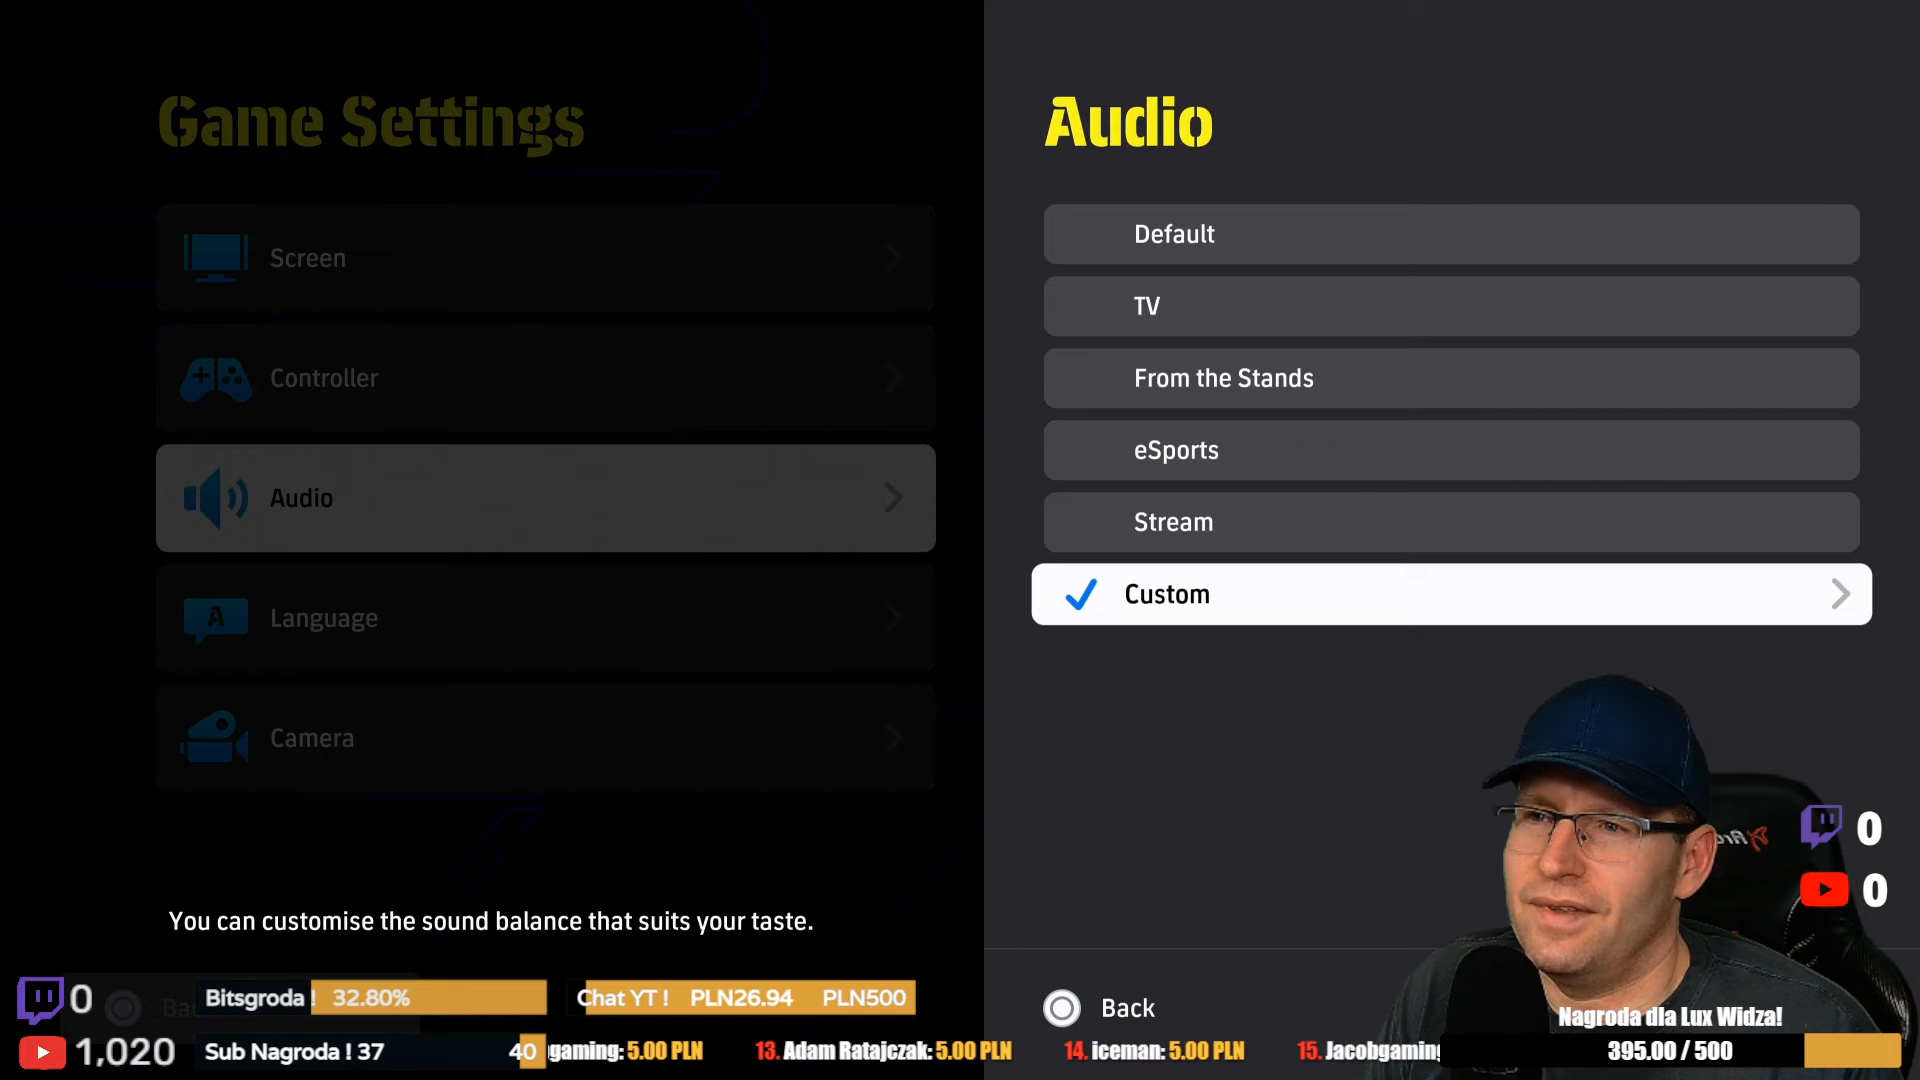 Game Settings
Screen
Controller
Audio
Language
Camera
You can customise the sound balance that suits your taste.
Audio
Default
TV
From the Stands
eSports
Stream
Custom
Back
0
0
0
Bitsgroda ! 32.80%
Chat YT ! PLN26.94 PLN500
1,020
Sub Nagroda ! 37 40
gaming: 5.00 PLN 13. Adam Ratajczak: 5.00 PLN 14. iceman: 5.00 PLN 15. Jacobgaming
Nagroda dla Lux Widza!
395.00 / 500